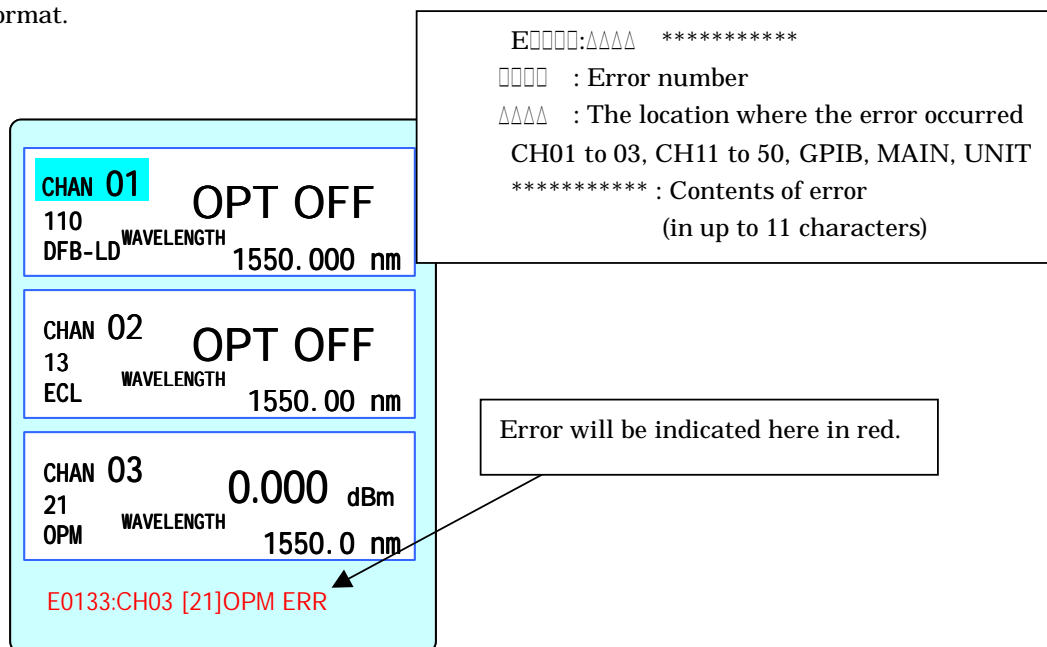 ormat.
E□□□□:△△△△ ***********
□□□□ : Error number
△△△△ : The location where the error occurred
CH01 to 03, CH11 to 50, GPIB, MAIN, UNIT
*********** : Contents of error
(in up to 11 characters)
CHAN 01
OPT OFF
110
DFB-LD
WAVELENGTH
1550.000 nm
CHAN 02
OPT OFF
13
ECL
WAVELENGTH
1550.00 nm
Error will be indicated here in red.
CHAN 03
0.000 dBm
21
OPM
WAVELENGTH
1550.0 nm
E0133:CH03 [21]OPM ERR